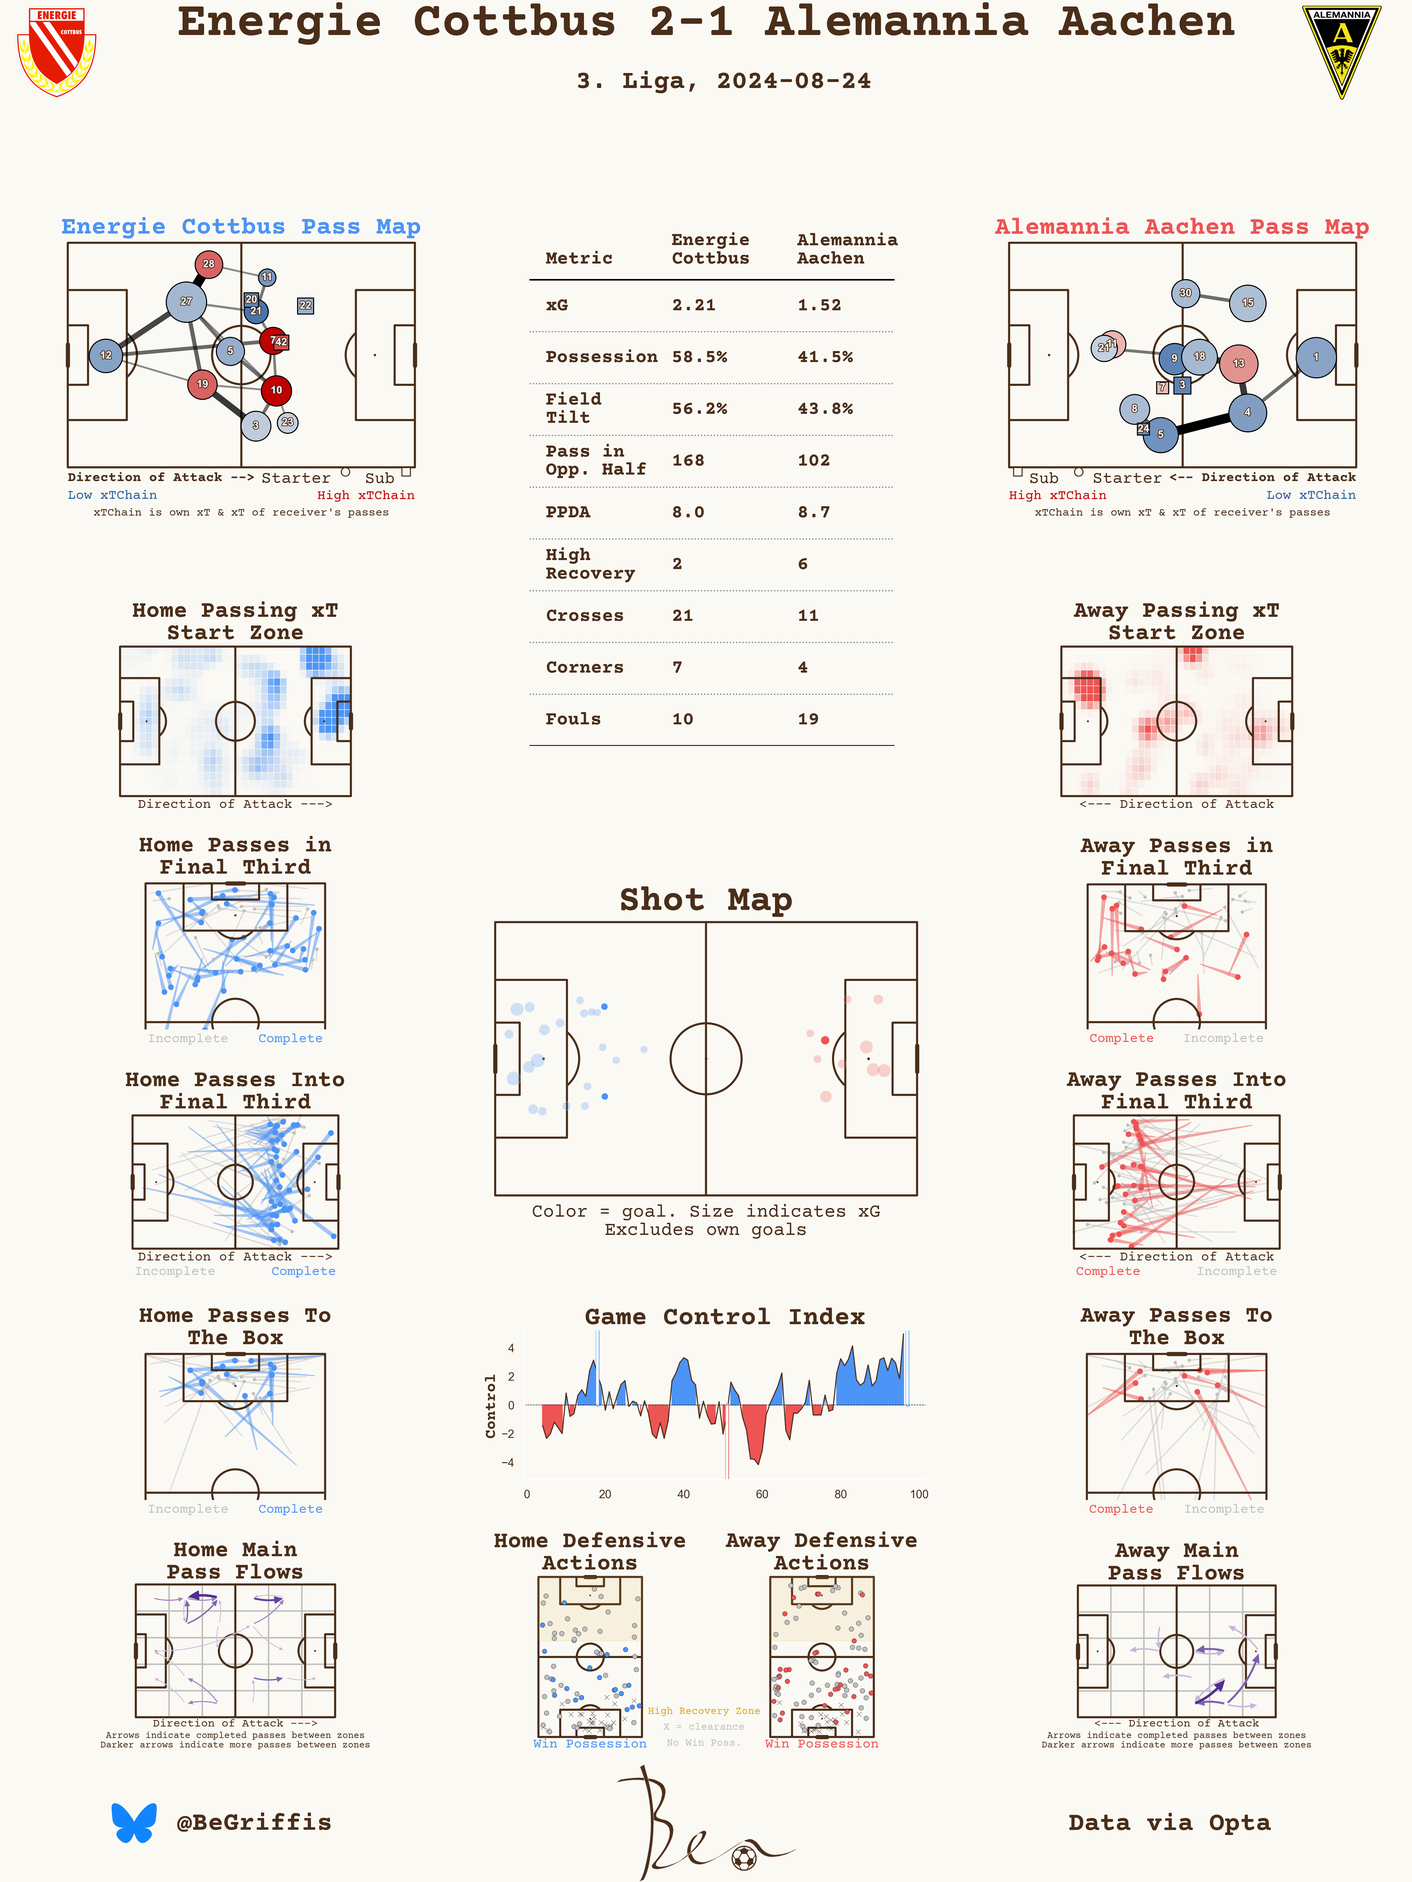 Energie Cottbus 2-1 Alemannia Aachen
3. Liga, 2024-08-24
ENERGIE
COTTBUS
ALEMANNIA
A
Energie Cottbus Pass Map
28
11
27
20
21
22
12
5
7
42
19
10
3
23
Direction of Attack --> Starter Sub
Low xTChain High xTChain
xTChain is own xT & xT of receiver's passes
Metric Energie Cottbus Alemannia Aachen
xG 2.21 1.52
Possession 58.5% 41.5%
Field Tilt 56.2% 43.8%
Pass in Opp. Half 168 102
PPDA 8.0 8.7
High Recovery 2 6
Crosses 21 11
Corners 7 4
Fouls 10 19
Alemannia Aachen Pass Map
30
15
21
11
9
18
13
1
7
3
8
24
5
4
Sub Starter <-- Direction of Attack
High xTChain Low xTChain
xTChain is own xT & xT of receiver's passes
Home Passing xT
Start Zone
Direction of Attack --->
Away Passing xT
Start Zone
<--- Direction of Attack
Home Passes in
Final Third
Incomplete Complete
Away Passes in
Final Third
Complete Incomplete
Shot Map
Color = goal. Size indicates xG
Excludes own goals
Home Passes Into
Final Third
Direction of Attack --->
Incomplete Complete
Away Passes Into
Final Third
<--- Direction of Attack
Complete Incomplete
Home Passes To
The Box
Incomplete Complete
Game Control Index
Control
4
2
0
−2
−4
0 20 40 60 80 100
Away Passes To
The Box
Complete Incomplete
Home Main
Pass Flows
Direction of Attack --->
Arrows indicate completed passes between zones
Darker arrows indicate more passes between zones
Home Defensive
Actions
Win Possession
High Recovery Zone
X = clearance
No Win Poss.
Away Defensive
Actions
Win Possession
Away Main
Pass Flows
<--- Direction of Attack
Arrows indicate completed passes between zones
Darker arrows indicate more passes between zones
@BeGriffis
Ben
Data via Opta